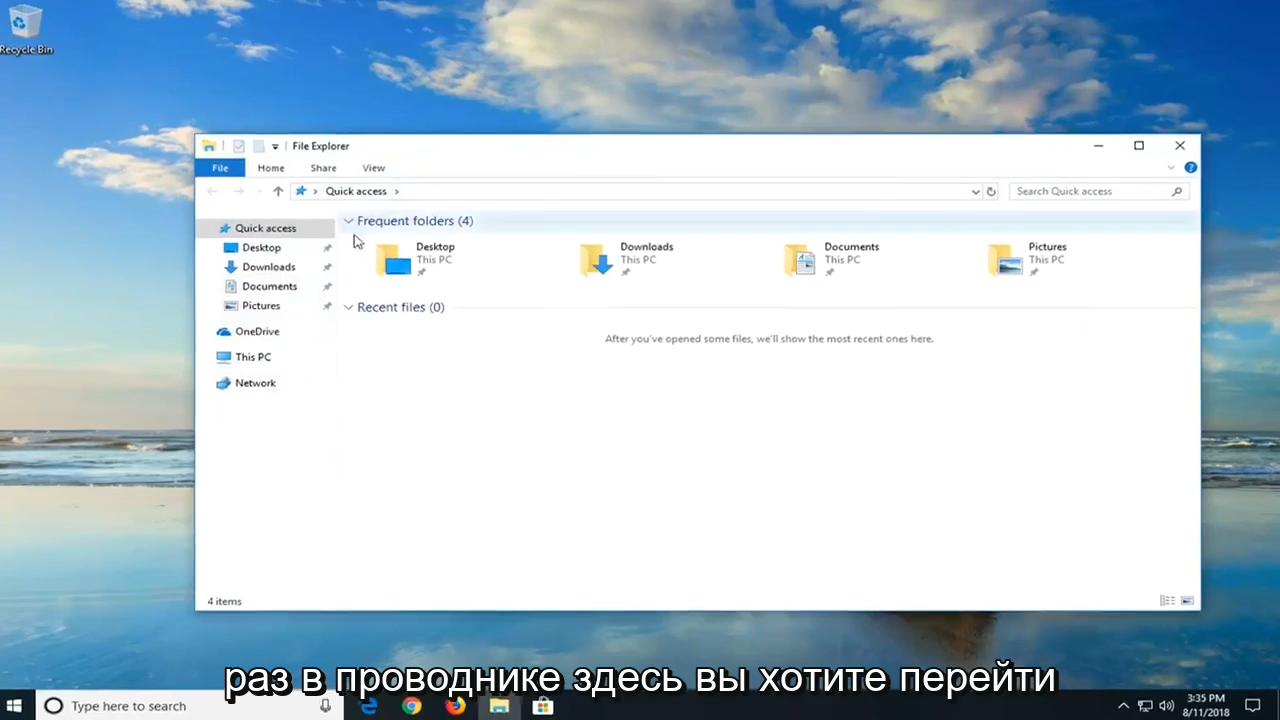 Recycle Bin
File Explorer
File Home Share View
Quick access
Search Quick access
Quick access
Desktop
Downloads
Documents
Pictures
OneDrive
This PC
Network
Frequent folders (4)
Desktop
This PC
Downloads
This PC
Documents
This PC
Pictures
This PC
Recent files (0)
After you've opened some files, we'll show the most recent ones here.
4 items
раз в проводнике здесь вы хотите перейти
Type here to search
3:35 PM
8/11/2018